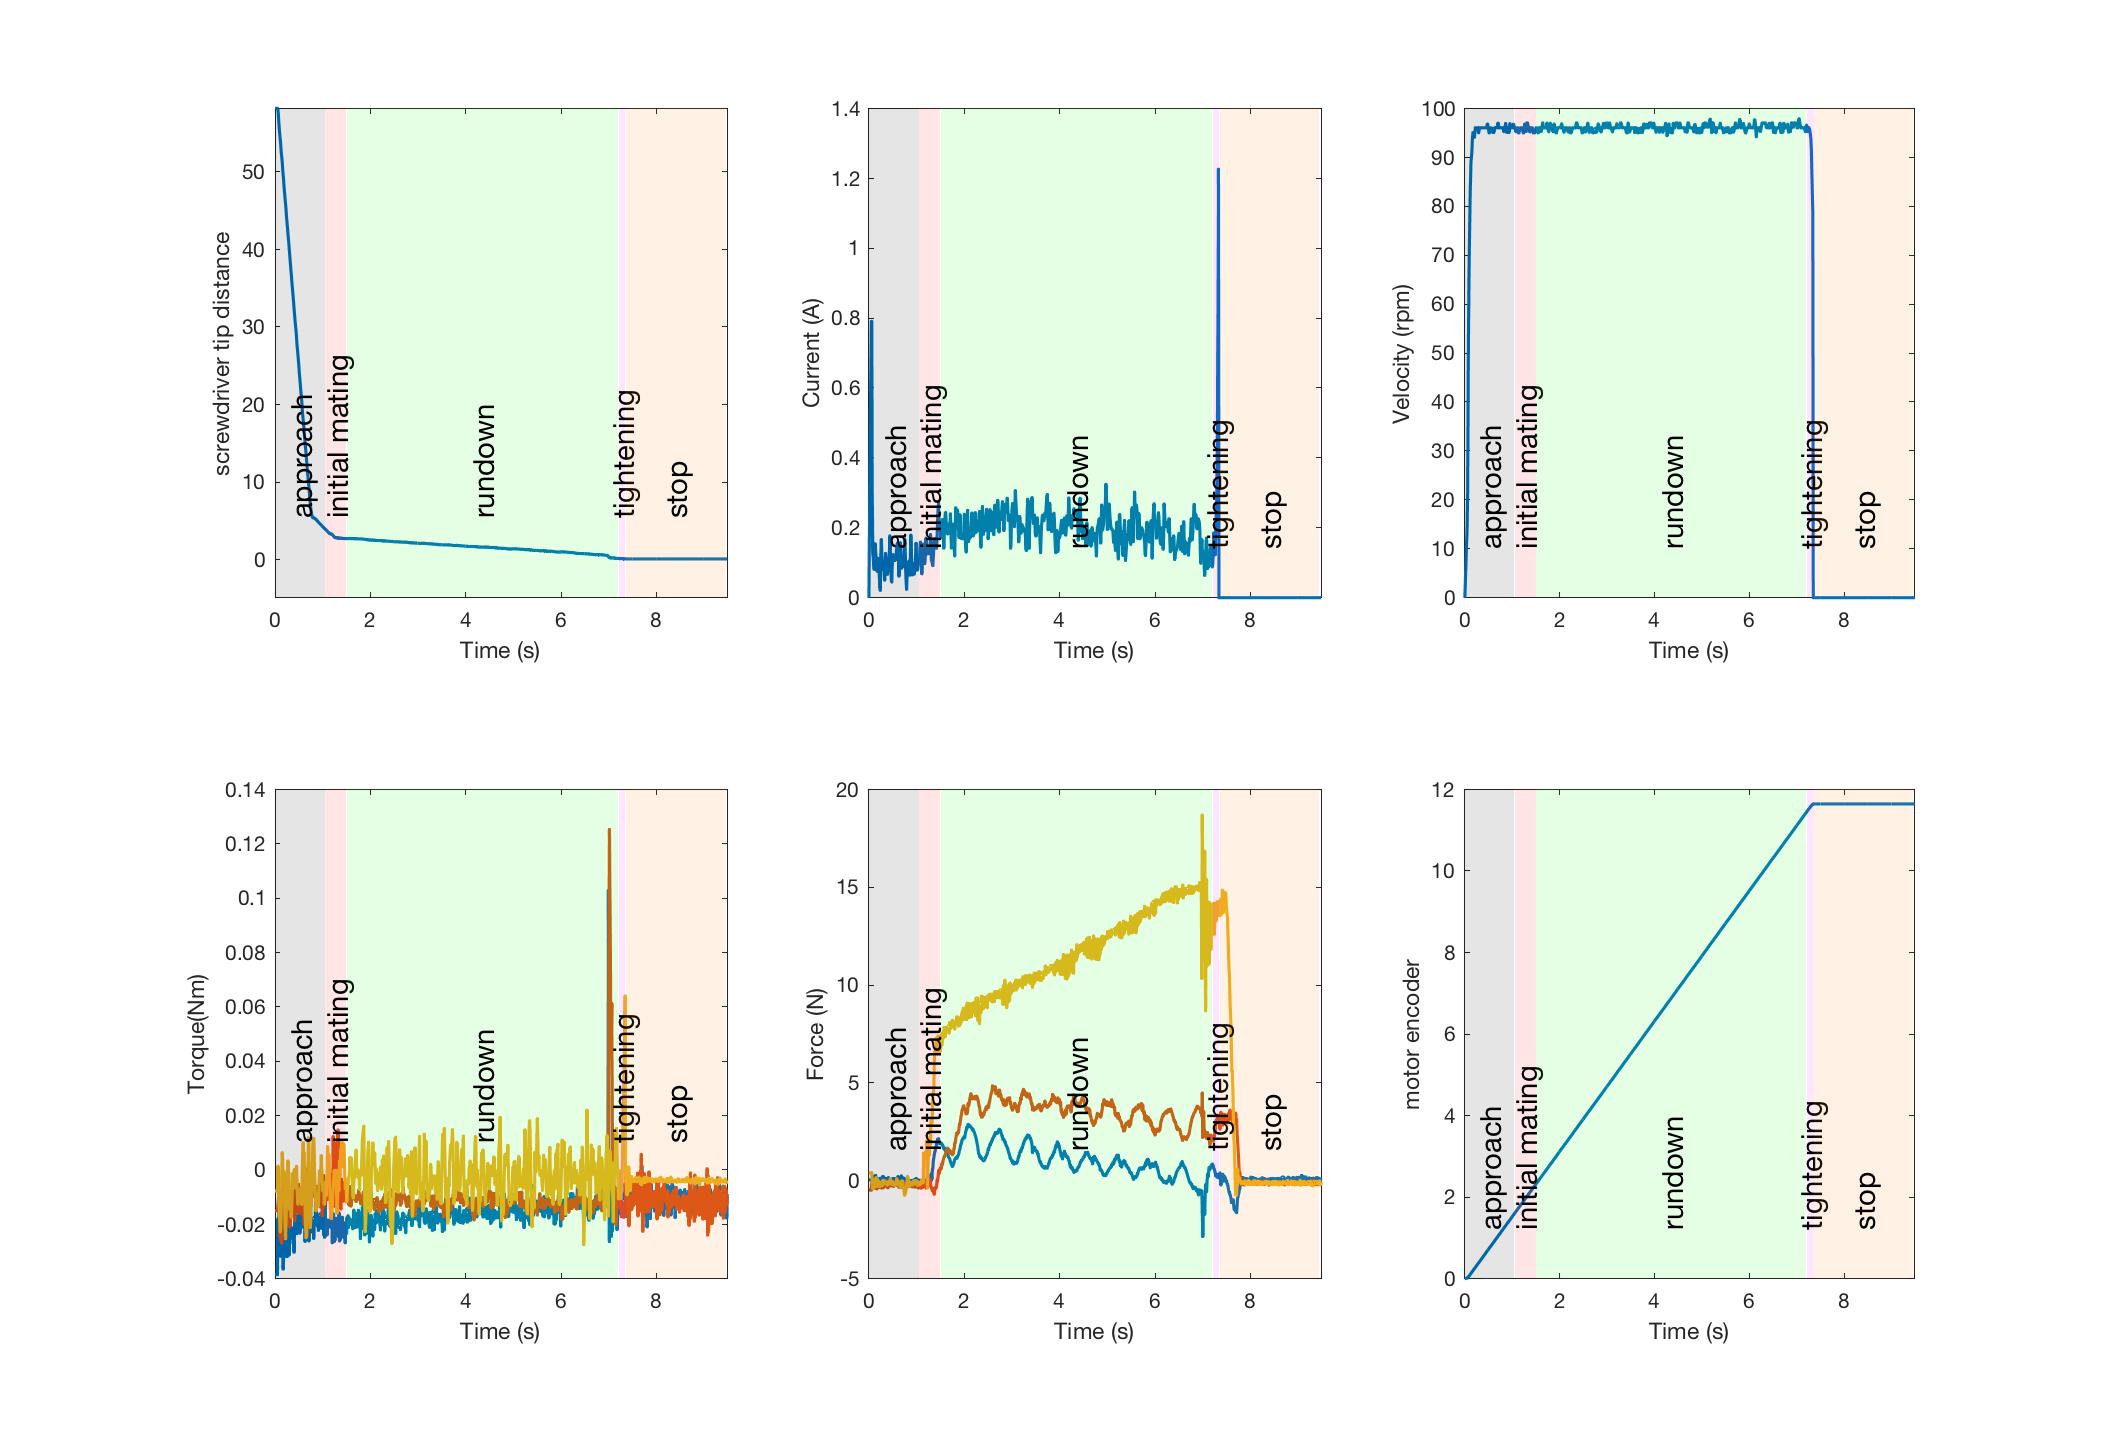 screwdriver tip distance
50
40
30
20
10
0
approach
initial mating
rundown
tightening
stop
0 2 4 6 8
Time (s)
Current (A)
1.4
1.2
1
0.8
0.6
0.4
0.2
0
approach
initial mating
rundown
tightening
stop
0 2 4 6 8
Time (s)
Velocity (rpm)
100
90
80
70
60
50
40
30
20
10
0
approach
initial mating
rundown
tightening
stop
0 2 4 6 8
Time (s)
Torque(Nm)
0.14
0.12
0.1
0.08
0.06
0.04
0.02
0
-0.02
-0.04
approach
initial mating
rundown
tightening
stop
0 2 4 6 8
Time (s)
Force (N)
20
15
10
5
0
-5
approach
initial mating
rundown
tightening
stop
0 2 4 6 8
Time (s)
motor encoder
12
10
8
6
4
2
0
approach
initial mating
rundown
tightening
stop
0 2 4 6 8
Time (s)